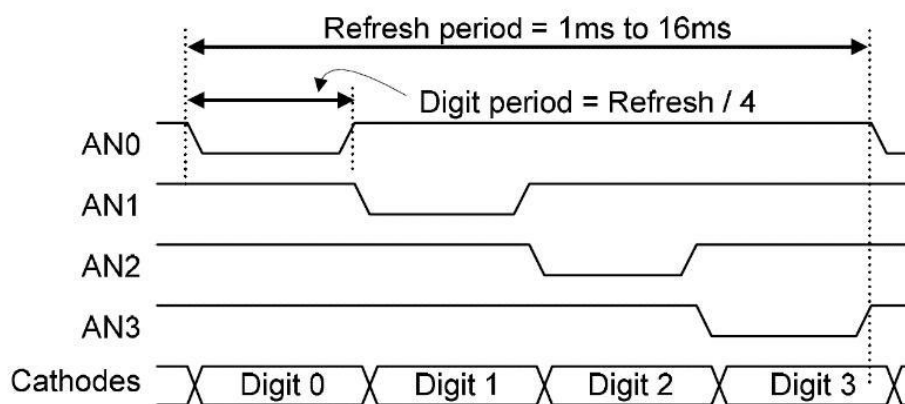 Refresh period = 1ms to 16ms
Digit period = Refresh / 4
AN0
AN1
AN2
AN3
Cathodes Digit 0 Digit 1 Digit 2 Digit 3